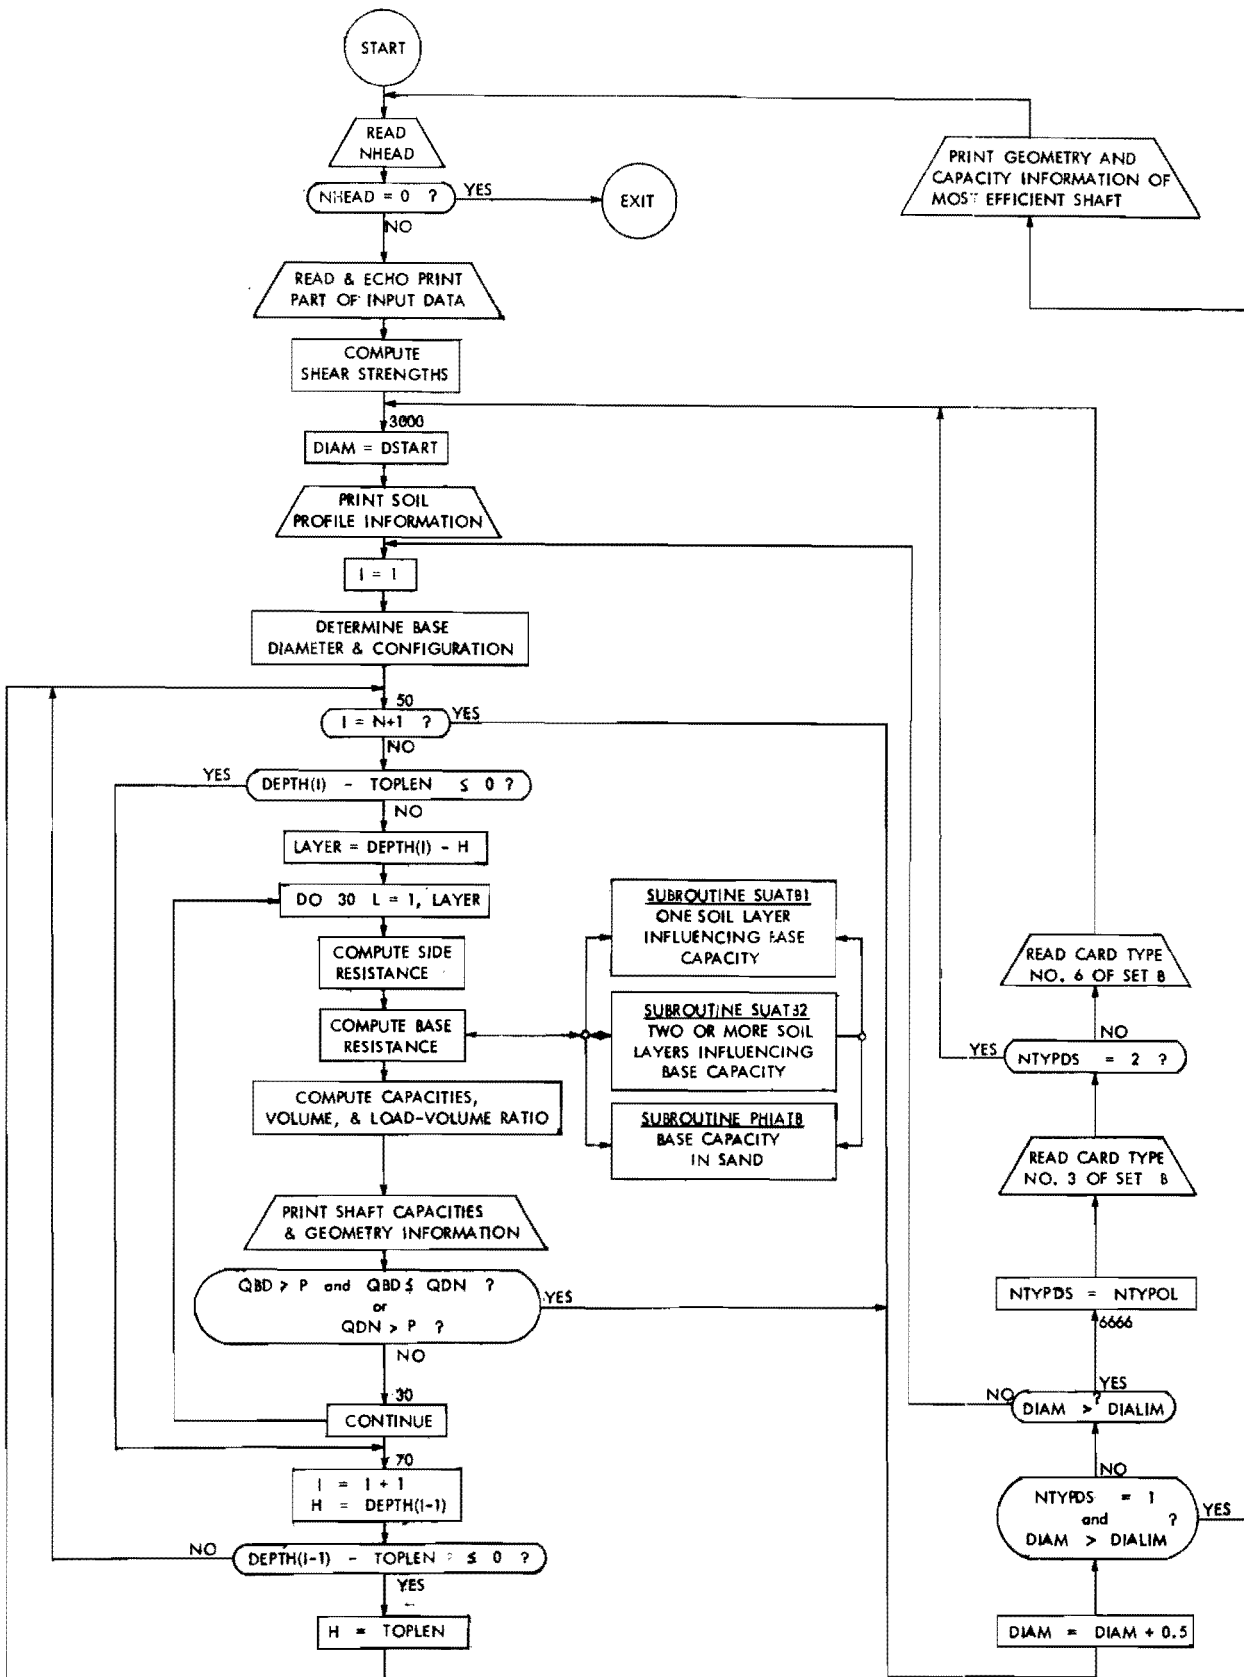 START
READ
NHEAD
NHEAD = 0 ?
YES
EXIT
NO
PRINT GEOMETRY AND
CAPACITY INFORMATION OF
MOST EFFICIENT SHAFT
READ & ECHO PRINT
PART OF INPUT DATA
COMPUTE
SHEAR STRENGTHS
3000
DIAM = DSTART
PRINT SOIL
PROFILE INFORMATION
I = 1
DETERMINE BASE
DIAMETER & CONFIGURATION
50
I = N+1 ?
YES
NO
YES
DEPTH(I) - TOPLEN ≤ 0 ?
NO
LAYER = DEPTH(I) - H
DO 30 L = 1, LAYER
COMPUTE SIDE
RESISTANCE
COMPUTE BASE
RESISTANCE
COMPUTE CAPACITIES,
VOLUME, & LOAD-VOLUME RATIO
SUBROUTINE SUATB1
ONE SOIL LAYER
INFLUENCING BASE
CAPACITY
SUBROUTINE SUATB2
TWO OR MORE SOIL
LAYERS INFLUENCING
BASE CAPACITY
SUBROUTINE PHIATB
BASE CAPACITY
IN SAND
PRINT SHAFT CAPACITIES
& GEOMETRY INFORMATION
QBD > P and QBD ≤ QDN ?
or
QDN > P ?
YES
NO
30
CONTINUE
70
I = I + 1
H = DEPTH(I-1)
NO
DEPTH(I-1) - TOPLEN ≤ 0 ?
YES
H = TOPLEN
READ CARD TYPE
NO. 6 OF SET B
NO
YES
NTYPDS = 2 ?
READ CARD TYPE
NO. 3 OF SET B
NTYPDS = NTYPOL
6666
YES
NO
?
DIAM > DIALIM
NO
NTYPDS = 1
and ?
DIAM > DIALIM
YES
DIAM = DIAM + 0.5